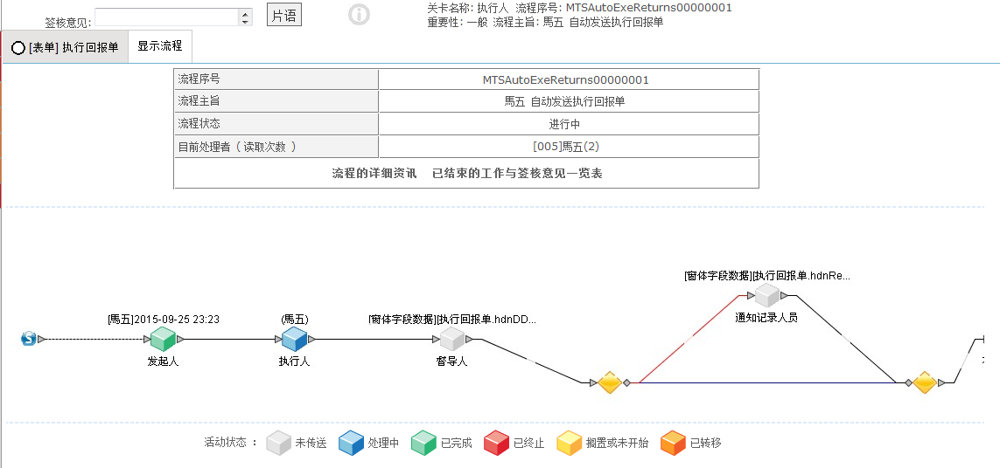 签核意见:
片语
关卡名称: 执行人 流程序号: MTSAutoExeReturns00000001
重要性: 一般 流程主旨: 馬五 自动发送执行回报单
[表单] 执行回报单
显示流程
流程序号 MTSAutoExeReturns00000001
流程主旨 馬五 自动发送执行回报单
流程状态 进行中
目前处理者 ( 读取次数 ) [005]馬五(2)
流程的详细资讯 已结束的工作与签核意见一览表
[窗体字段数据][执行回报单.hdnRe...
通知记录人员
[馬五]2015-09-25 23:23
(馬五)
[窗体字段数据][执行回报单.hdnDD...
S
发起人
执行人
督导人
活动状态 : 未传送 处理中 已完成 已终止 搁置或未开始 已转移